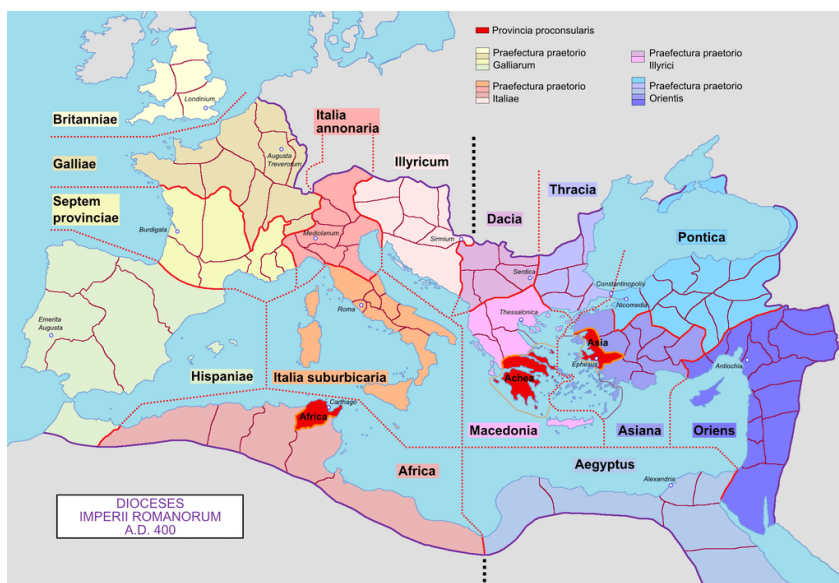 Provincia proconsularis
Praefectura praetorio
Galliarum
Praefectura praetorio
Italiae
Praefectura praetorio
Illyrici
Praefectura praetorio
Orientis
Britanniae
Londinium
Galliae
Augusta
Treverorum
Septem
provinciae
Burdigala
Italia
annonaria
Mediolanum
Illyricum
Sirmium
Dacia
Serdica
Thracia
Pontica
Constantinopolis
Nicomedia
Thessalonica
Emerita
Augusta
Hispaniae
Roma
Italia suburbicaria
Achea
Asia
Ephesus
Antiochia
Africa
Carthago
Macedonia
Asiana
Oriens
Africa
Aegyptus
Alexandria
DIOCESES
IMPERII ROMANORUM
A.D. 400